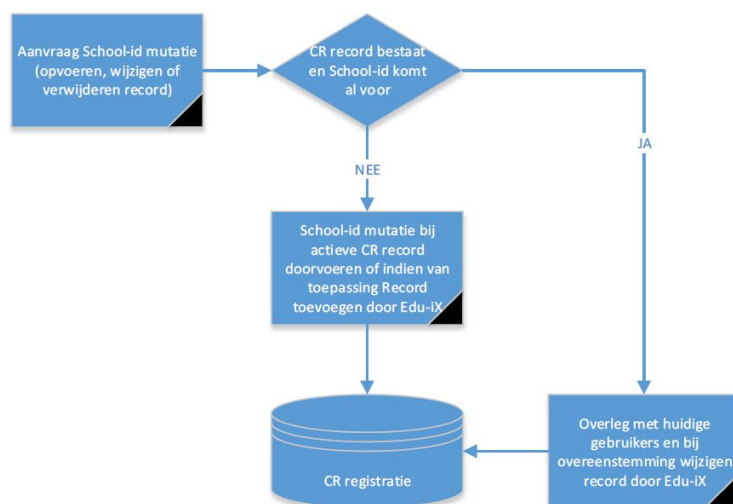 Aanvraag School-id mutatie
(opvoeren, wijzigen of
verwijderen record)
CR record bestaat
en School-id komt
al voor
JA
NEE
School-id mutatie bij
actieve CR record
doorvoeren of indien van
toepassing Record
toevoegen door Edu-iX
Overleg met huidige
gebruikers en bij
overeenstemming wijzigen
record door Edu-iX
CR registratie